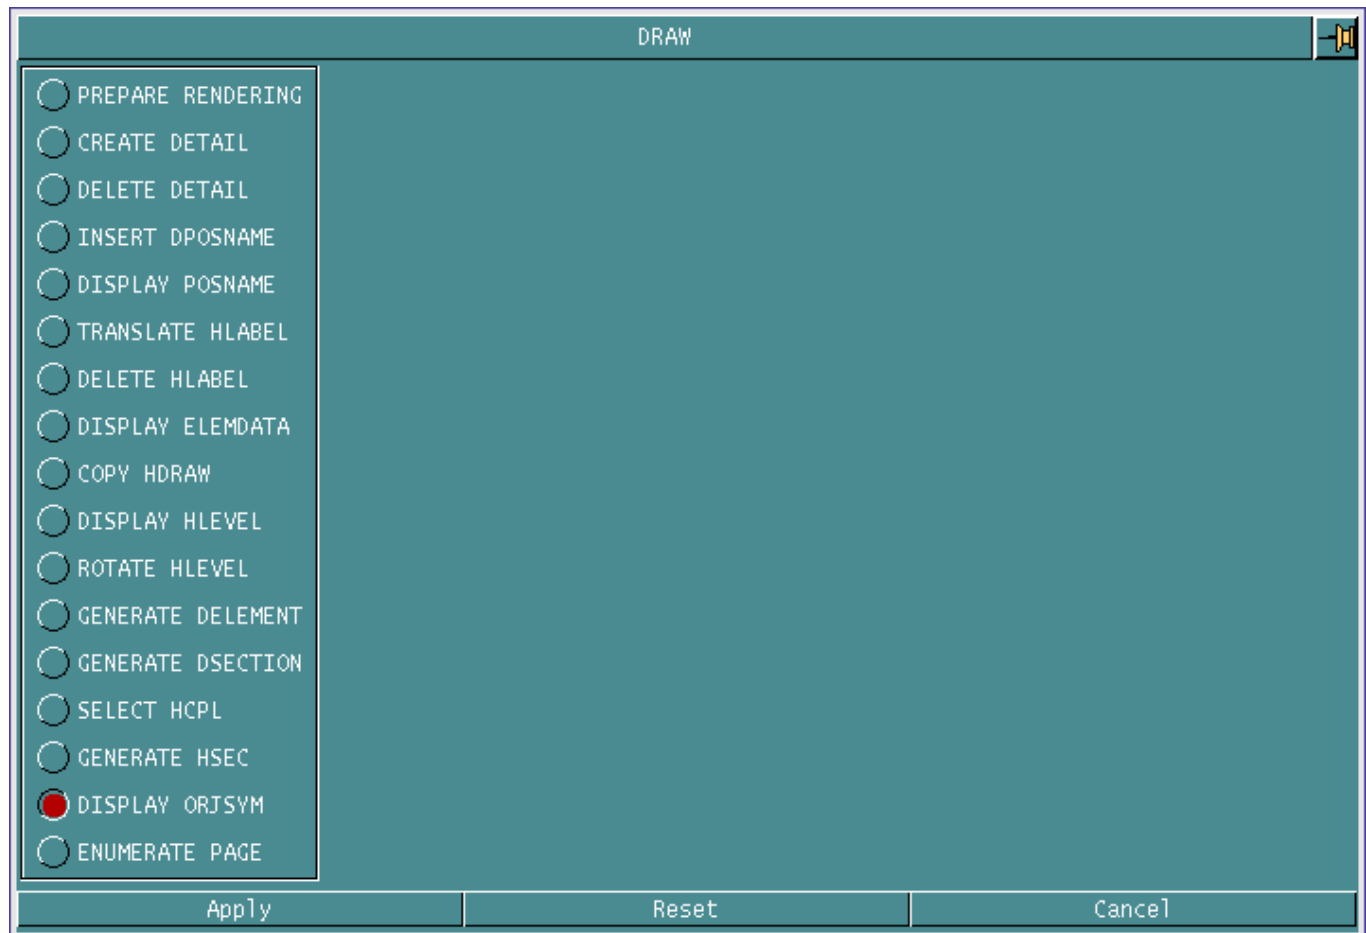 DRAW
PREPARE RENDERING
CREATE DETAIL
DELETE DETAIL
INSERT DPOSNAME
DISPLAY POSNAME
TRANSLATE HLABEL
DELETE HLABEL
DISPLAY ELEMDATA
COPY HDRAW
DISPLAY HLEVEL
ROTATE HLEVEL
GENERATE DELEMENT
GENERATE DSECTION
SELECT HCPL
GENERATE HSEC
DISPLAY ORJSYM
ENUMERATE PAGE
Apply Reset Cancel